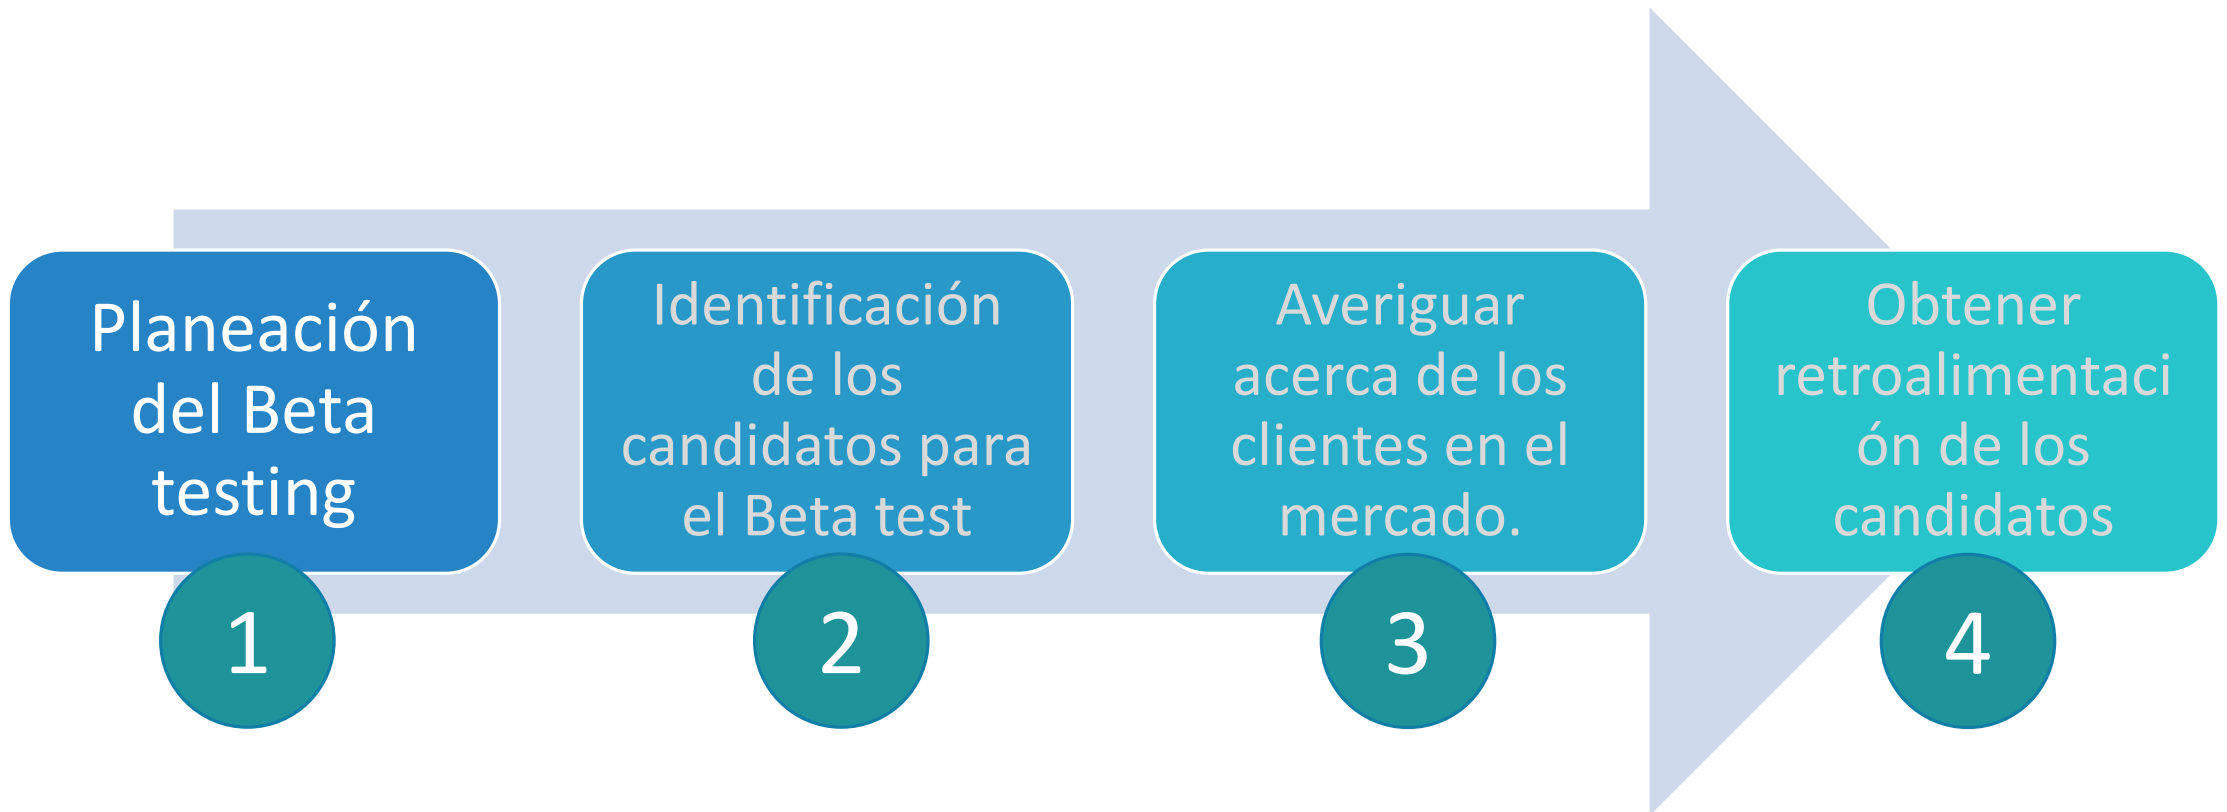 Planeación
del Beta
testing
1
Identificación
de los
candidatos para
el Beta test
2
Averiguar
acerca de los
clientes en el
mercado.
3
Obtener
retroalimentaci
ón de los
candidatos
4